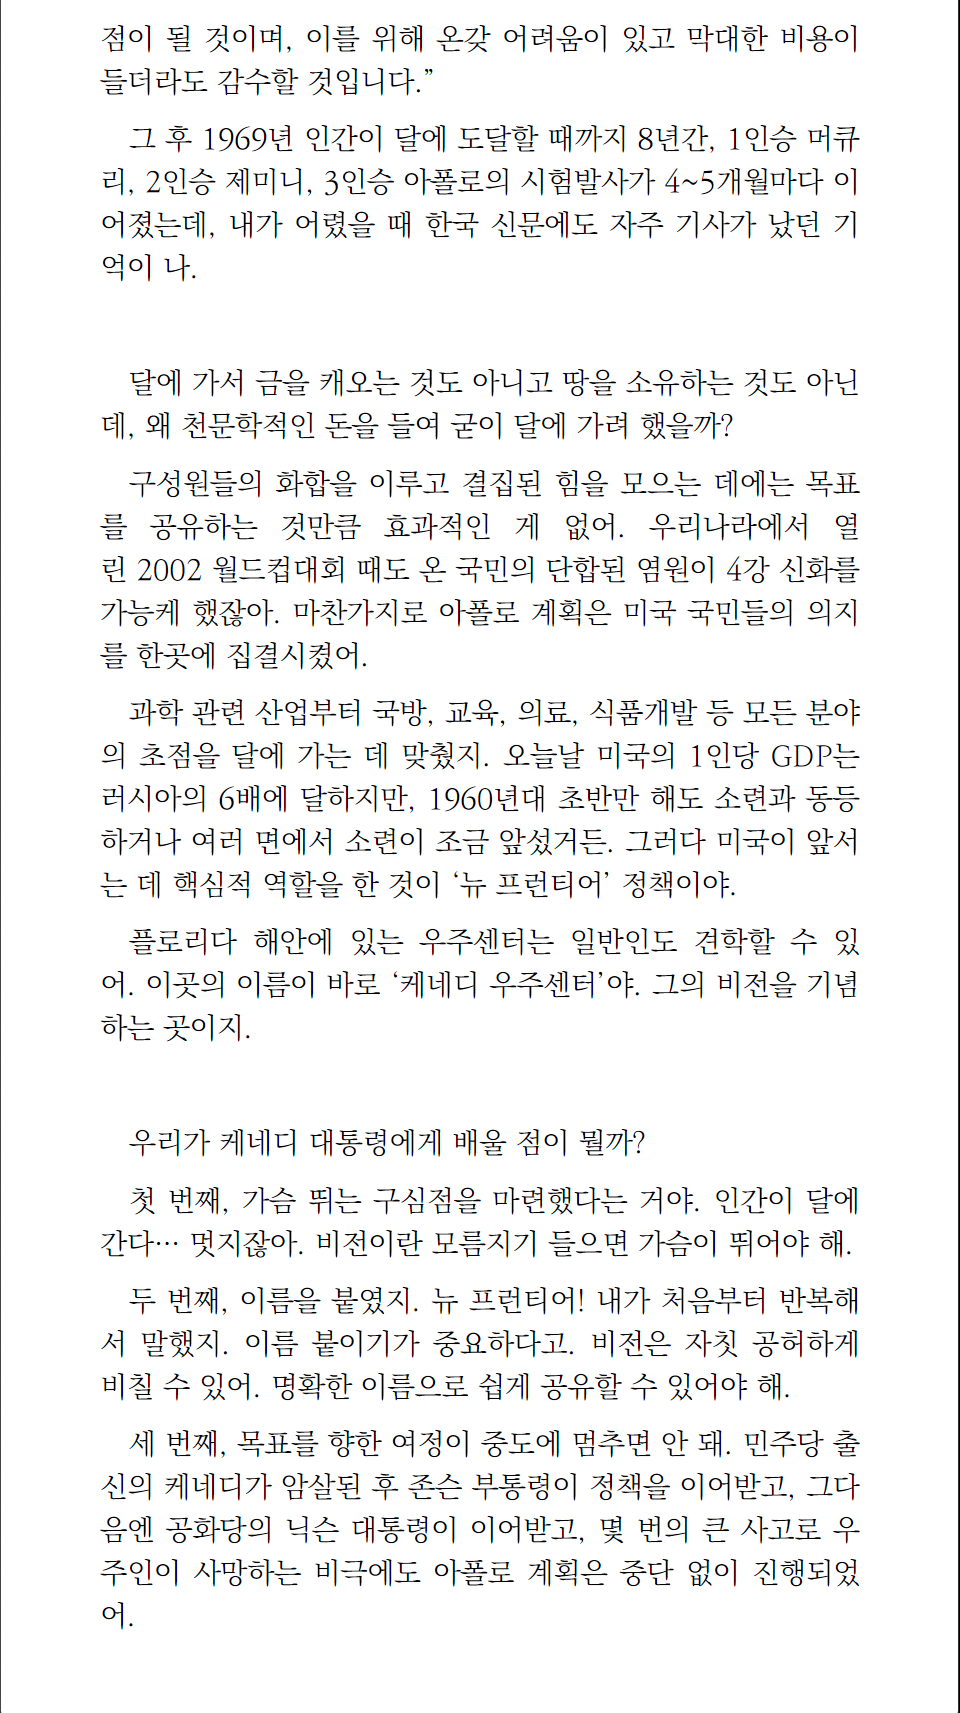 점이 될 것이며, 이를 위해 온갖 어려움이 있고 막대한 비용이
들더라도 감수할 것입니다.”
그 후 1969년 인간이 달에 도달할 때까지 8년간, 1인승 머큐
리, 2인승 제미니, 3인승 아폴로의 시험발사가 4~5개월마다 이
어졌는데, 내가 어렸을 때 한국 신문에도 자주 기사가 났던 기
억이 나.
달에 가서 금을 캐오는 것도 아니고 땅을 소유하는 것도 아닌
데, 왜 천문학적인 돈을 들여 굳이 달에 가려 했을까?
구성원들의 화합을 이루고 결집된 힘을 모으는 데에는 목표
를 공유하는 것만큼 효과적인 게 없어. 우리나라에서 열
린 2002 월드컵대회 때도 온 국민의 단합된 염원이 4강 신화를
가능케 했잖아. 마찬가지로 아폴로 계획은 미국 국민들의 의지
를 한곳에 집결시켰어.
과학 관련 산업부터 국방, 교육, 의료, 식품개발 등 모든 분야
의 초점을 달에 가는 데 맞췄지. 오늘날 미국의 1인당 GDP는
러시아의 6배에 달하지만, 1960년대 초반만 해도 소련과 동등
하거나 여러 면에서 소련이 조금 앞섰거든. 그러다 미국이 앞서
는 데 핵심적 역할을 한 것이 ‘뉴 프런티어’ 정책이야.
플로리다 해안에 있는 우주센터는 일반인도 견학할 수 있
어. 이곳의 이름이 바로 ‘케네디 우주센터’야. 그의 비전을 기념
하는 곳이지.
우리가 케네디 대통령에게 배울 점이 뭘까?
첫 번째, 가슴 뛰는 구심점을 마련했다는 거야. 인간이 달에
간다… 멋지잖아. 비전이란 모름지기 들으면 가슴이 뛰어야 해.
두 번째, 이름을 붙였지. 뉴 프런티어! 내가 처음부터 반복해
서 말했지. 이름 붙이기가 중요하다고. 비전은 자칫 공허하게
비칠 수 있어. 명확한 이름으로 쉽게 공유할 수 있어야 해.
세 번째, 목표를 향한 여정이 중도에 멈추면 안 돼. 민주당 출
신의 케네디가 암살된 후 존슨 부통령이 정책을 이어받고, 그다
음엔 공화당의 닉슨 대통령이 이어받고, 몇 번의 큰 사고로 우
주인이 사망하는 비극에도 아폴로 계획은 중단 없이 진행되었
어.